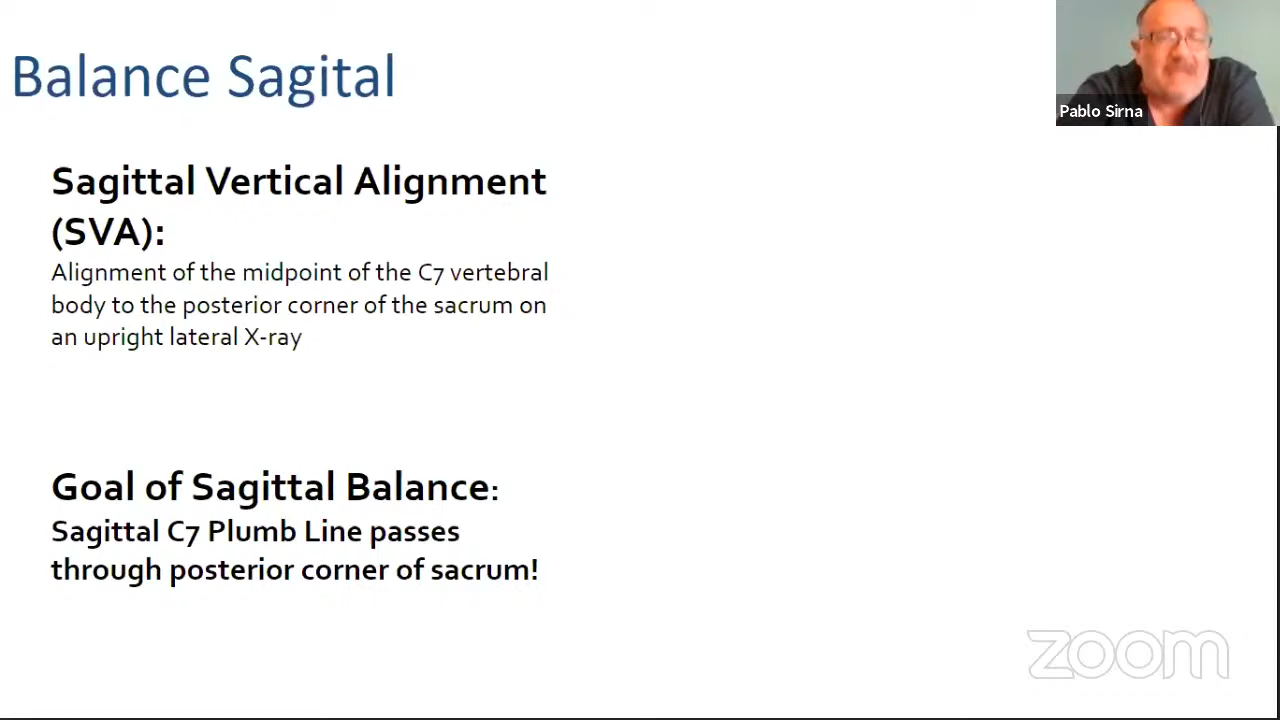 Balance Sagital
Pablo Sirna
Sagittal Vertical Alignment
(SVA):
Alignment of the midpoint of the C7 vertebral
body to the posterior corner of the sacrum on
an upright lateral X-ray
Goal of Sagittal Balance:
Sagittal C7 Plumb Line passes
through posterior corner of sacrum!
zoom